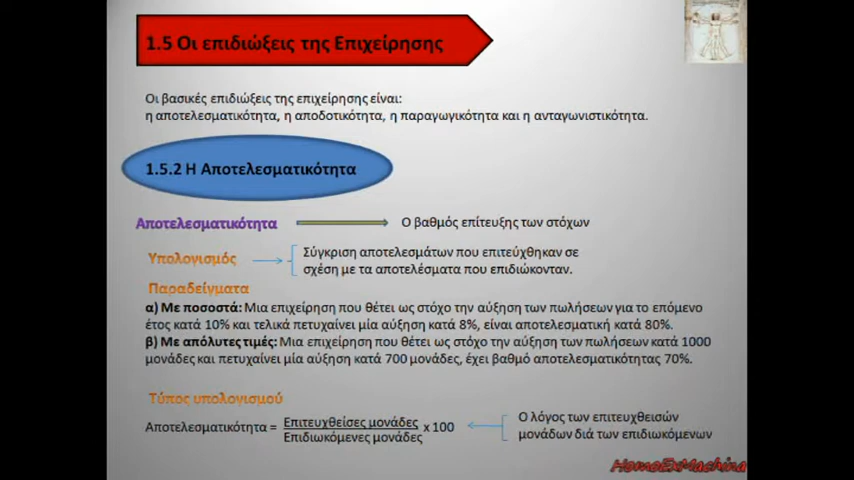 1.5 Οι επιδιώξεις της Επιχείρησης
Οι βασικές επιδιώξεις της επιχείρησης είναι:
η αποτελεσματικότητα, η αποδοτικότητα, η παραγωγικότητα και η ανταγωνιστικότητα.
1.5.2 Η Αποτελεσματικότητα
Αποτελεσματικότητα
Ο βαθμός επίτευξης των στόχων
Υπολογισμός
Σύγκριση αποτελεσμάτων που επιτεύχθηκαν σε
σχέση με τα αποτελέσματα που επιδιώκονταν.
Παραδείγματα
α) Με ποσοστά: Μια επιχείρηση που θέτει ως στόχο την αύξηση των πωλήσεων για το επόμενο
έτος κατά 10% και τελικά πετυχαίνει μία αύξηση κατά 8%, είναι αποτελεσματική κατά 80%.
β) Με απόλυτες τιμές: Μια επιχείρηση που θέτει ως στόχο την αύξηση των πωλήσεων κατά 1000
μονάδες και πετυχαίνει μία αύξηση κατά 700 μονάδες, έχει βαθμό αποτελεσματικότητας 70%.
Τύπος υπολογισμού
Αποτελεσματικότητα = Επιτευχθείσες μονάδες x 100
Επιδιωκόμενες μονάδες
Ο λόγος των επιτευχθεισών
μονάδων διά των επιδιωκόμενων
HomoExMachina